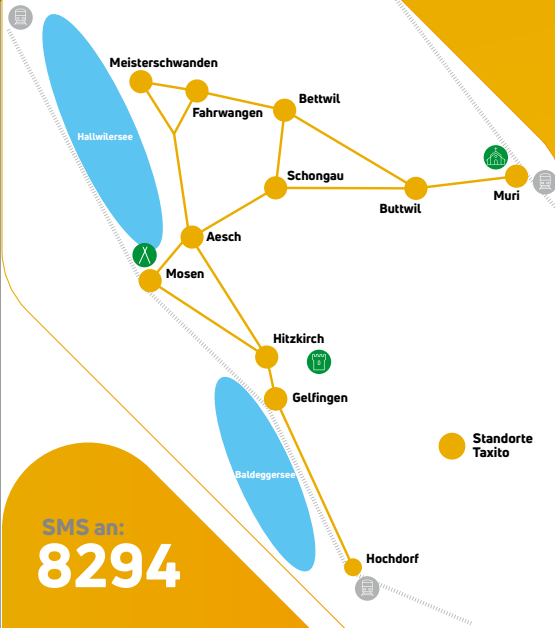 Meisterschwanden
Bettwil
Fahrwangen
Hallwilersee
Schongau
Muri
Buttwil
Aesch
Mosen
Hitzkirch
Gelfingen
Standorte
Taxito
Baldeggersee
SMS an:
8294
Hochdorf